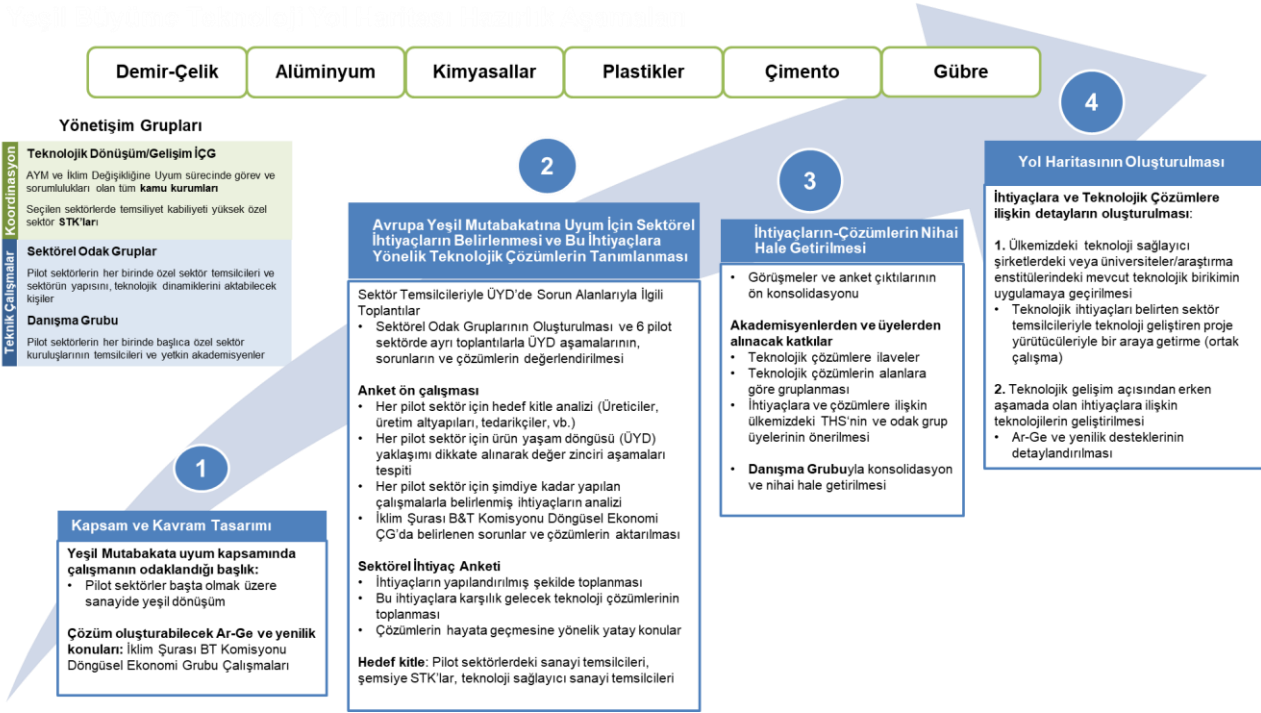 Demir-Çelik
Alüminyum
Kimyasallar
Plastikler
Çimento
Gübre
Yönetişim Grupları
Koordinasyon
Teknolojik Dönüşüm/Gelişim İÇG
AYM ve İklim Değişikliğine Uyum sürecinde görev ve
sorumlulukları olan tüm kamu kurumları
Seçilen sektörlerde temsiliyet kabiliyeti yüksek özel
sektör STK'ları
Teknik Çalışmalar
Sektörel Odak Gruplar
Pilot sektörlerin her birinde özel sektör temsilcileri ve
sektörün yapısını, teknolojik dinamiklerini aktabilecek
kişiler
Danışma Grubu
Pilot sektörlerin her birinde başlıca özel sektör
kuruluşlarının temsilcileri ve yetkin akademisyenler
1
Kapsam ve Kavram Tasarımı
Yeşil Mutabakata uyum kapsamında
çalışmanın odaklandığı başlık:
• Pilot sektörler başta olmak üzere
sanayide yeşil dönüşüm
Çözüm oluşturabilecek Ar-Ge ve yenilik
konuları: İklim Şurası BT Komisyonu
Döngüsel Ekonomi Grubu Çalışmaları
2
Avrupa Yeşil Mutabakatına Uyum İçin Sektörel
İhtiyaçların Belirlenmesi ve Bu İhtiyaçlara
Yönelik Teknolojik Çözümlerin Tanımlanması
Sektör Temsilcileriyle ÜYD'de Sorun Alanlarıyla İlgili
Toplantılar
• Sektörel Odak Gruplarının Oluşturulması ve 6 pilot
sektörde ayrı toplantılarla ÜYD aşamalarının,
sorunların ve çözümlerin değerlendirilmesi
Anket ön çalışması
• Her pilot sektör için hedef kitle analizi (Üreticiler,
üretim altyapıları, tedarikçiler, vb.)
• Her pilot sektör için ürün yaşam döngüsü (ÜYD)
yaklaşımı dikkate alınarak değer zinciri aşamaları
tespiti
• Her pilot sektör için şimdiye kadar yapılan
çalışmalarla belirlenmiş ihtiyaçların analizi
• İklim Şurası B&T Komisyonu Döngüsel Ekonomi
ÇG'da belirlenen sorunlar ve çözümlerin aktarılması
Sektörel İhtiyaç Anketi
• İhtiyaçların yapılandırılmış şekilde toplanması
• Bu ihtiyaçlara karşılık gelecek teknoloji çözümlerinin
toplanması
• Çözümlerin hayata geçmesine yönelik yatay konular
Hedef kitle: Pilot sektörlerdeki sanayi temsilcileri,
şemsiye STK'lar, teknoloji sağlayıcı sanayi temsilcileri
3
İhtiyaçların-Çözümlerin Nihai
Hale Getirilmesi
• Görüşmeler ve anket çıktılarının
ön konsolidasyonu
Akademisyenlerden ve üyelerden
alınacak katkılar
• Teknolojik çözümlere ilaveler
• Teknolojik çözümlerin alanlara
göre gruplanması
• İhtiyaçlara ve çözümlere ilişkin
ülkemizdeki THS'nin ve odak grup
üyelerinin önerilmesi
• Danışma Grubuyla konsolidasyon
ve nihai hale getirilmesi
4
Yol Haritasının Oluşturulması
İhtiyaçlara ve Teknolojik Çözümlere
ilişkin detayların oluşturulması:
1. Ülkemizdeki teknoloji sağlayıcı
şirketlerdeki veya üniversiteler/araştırma
enstitülerindeki mevcut teknolojik birikimin
uygulamaya geçirilmesi
• Teknolojik ihtiyaçları belirten sektör
temsilcileriyle teknoloji geliştiren proje
yürütücüleriyle bir araya getirme (ortak
çalışma)
2. Teknolojik gelişim açısından erken
aşamada olan ihtiyaçlara ilişkin
teknolojilerin geliştirilmesi
• Ar-Ge ve yenilik desteklerinin
detaylandırılması